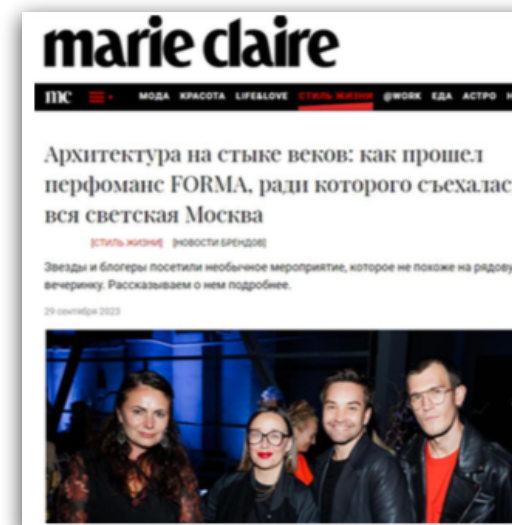 marie claire
mc МОДА КРАСОТА LIFE&LOVE СТИЛЬ ЖИЗНИ @WORK ЕДА АСТРО Н
Архитектура на стыке веков: как прошел
перфоманс FORMA, ради которого съехалас
вся светская Москва
[СТИЛЬ ЖИЗНИ] [НОВОСТИ БРЕНДОВ]
Звезды и блогеры посетили необычное мероприятие, которое не похоже на рядову
вечеринку. Рассказываем о нем подробнее.
29 сентября 2023